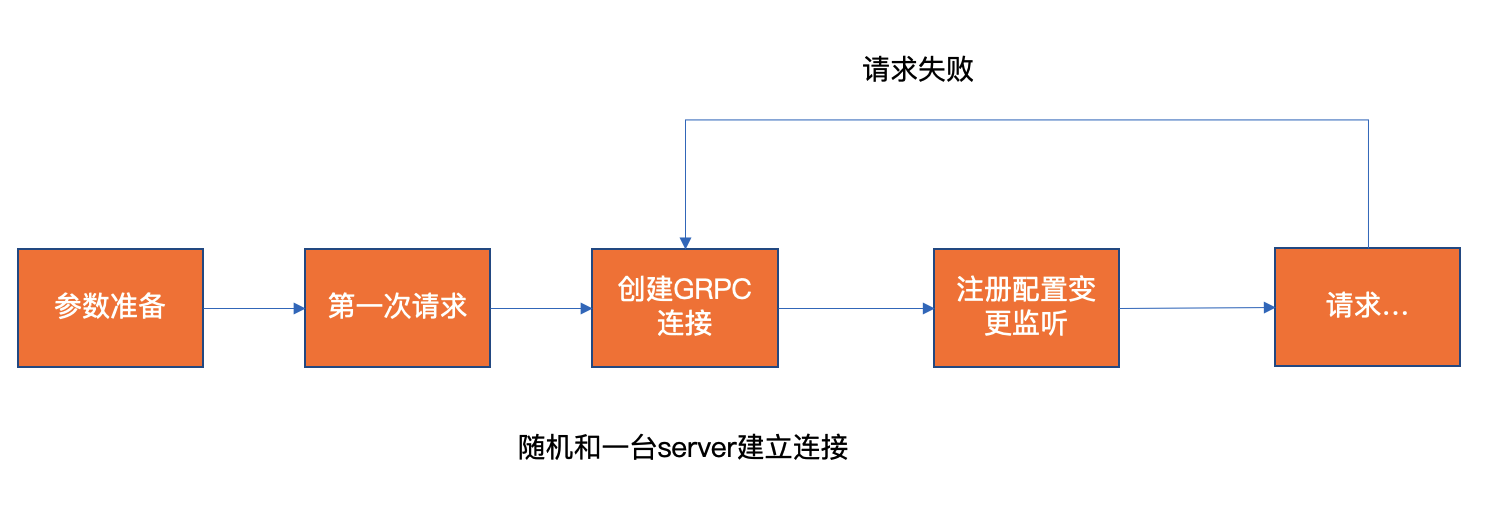 请求失败
参数准备
第一次请求
创建GRPC
连接
注册配置变
更监听
请求...
随机和一台server建立连接